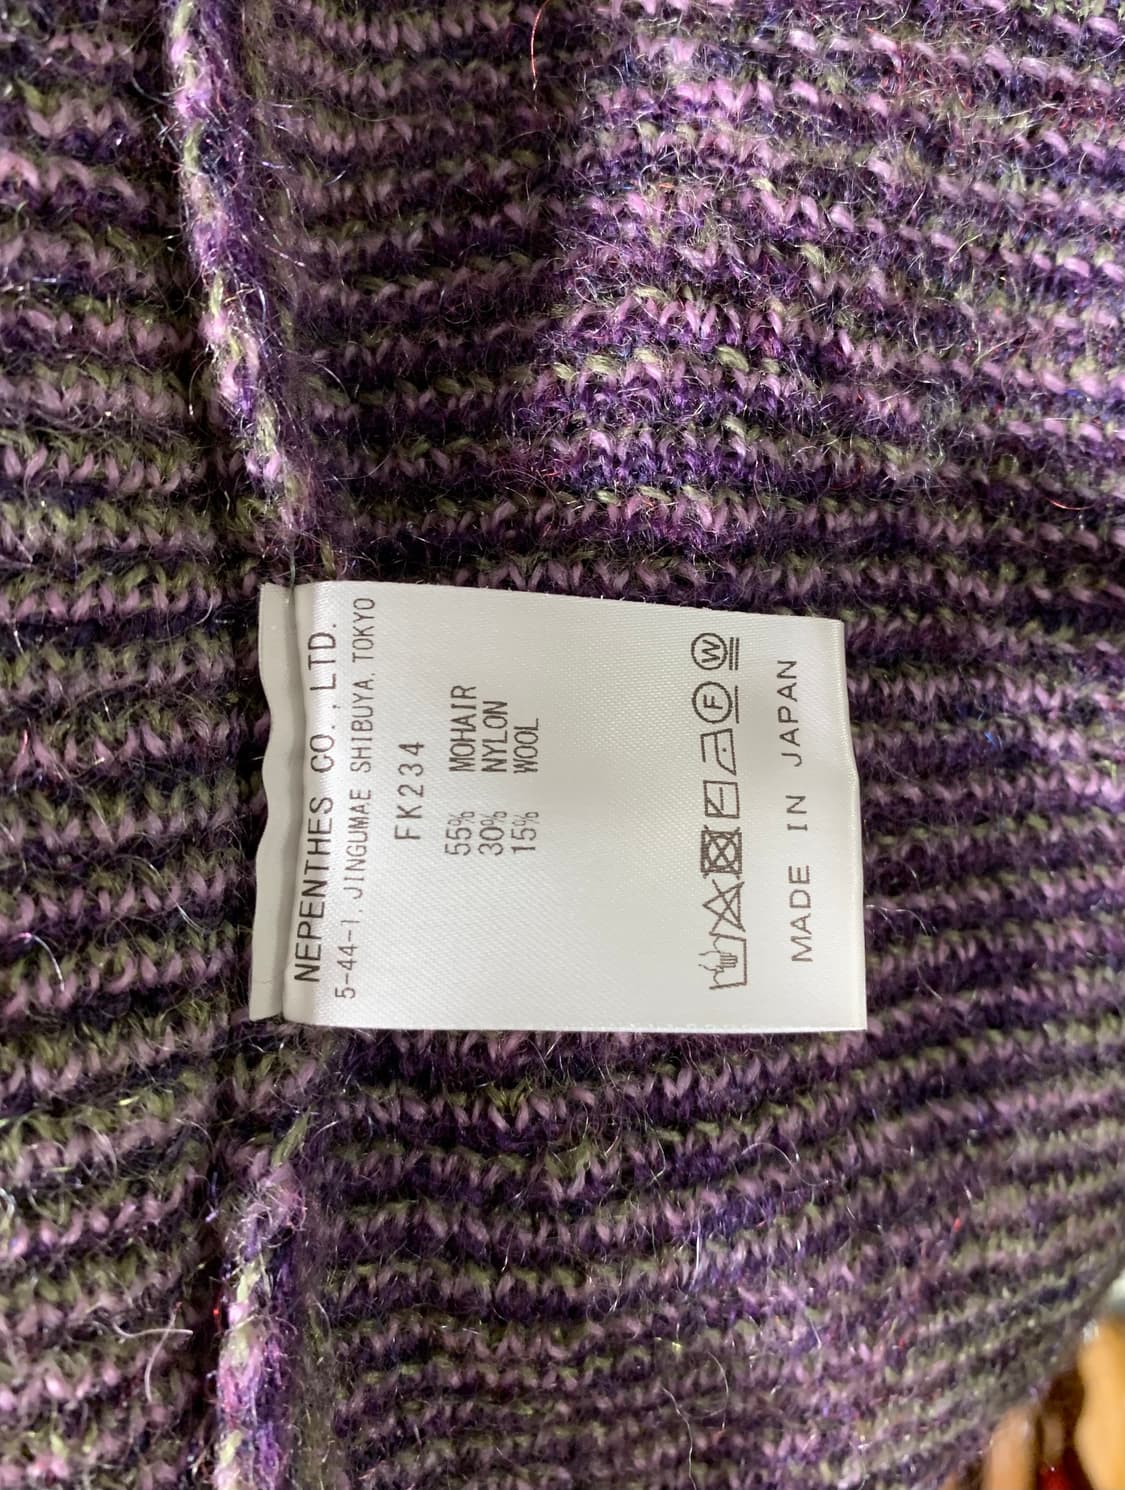 NEPENTHES CO.,LTD.
5-44-1, JINGUMAE SHIBUYA, TOKYO
FK234
55% MOHAIR
30% NYLON
15% WOOL
F W
MADE IN JAPAN